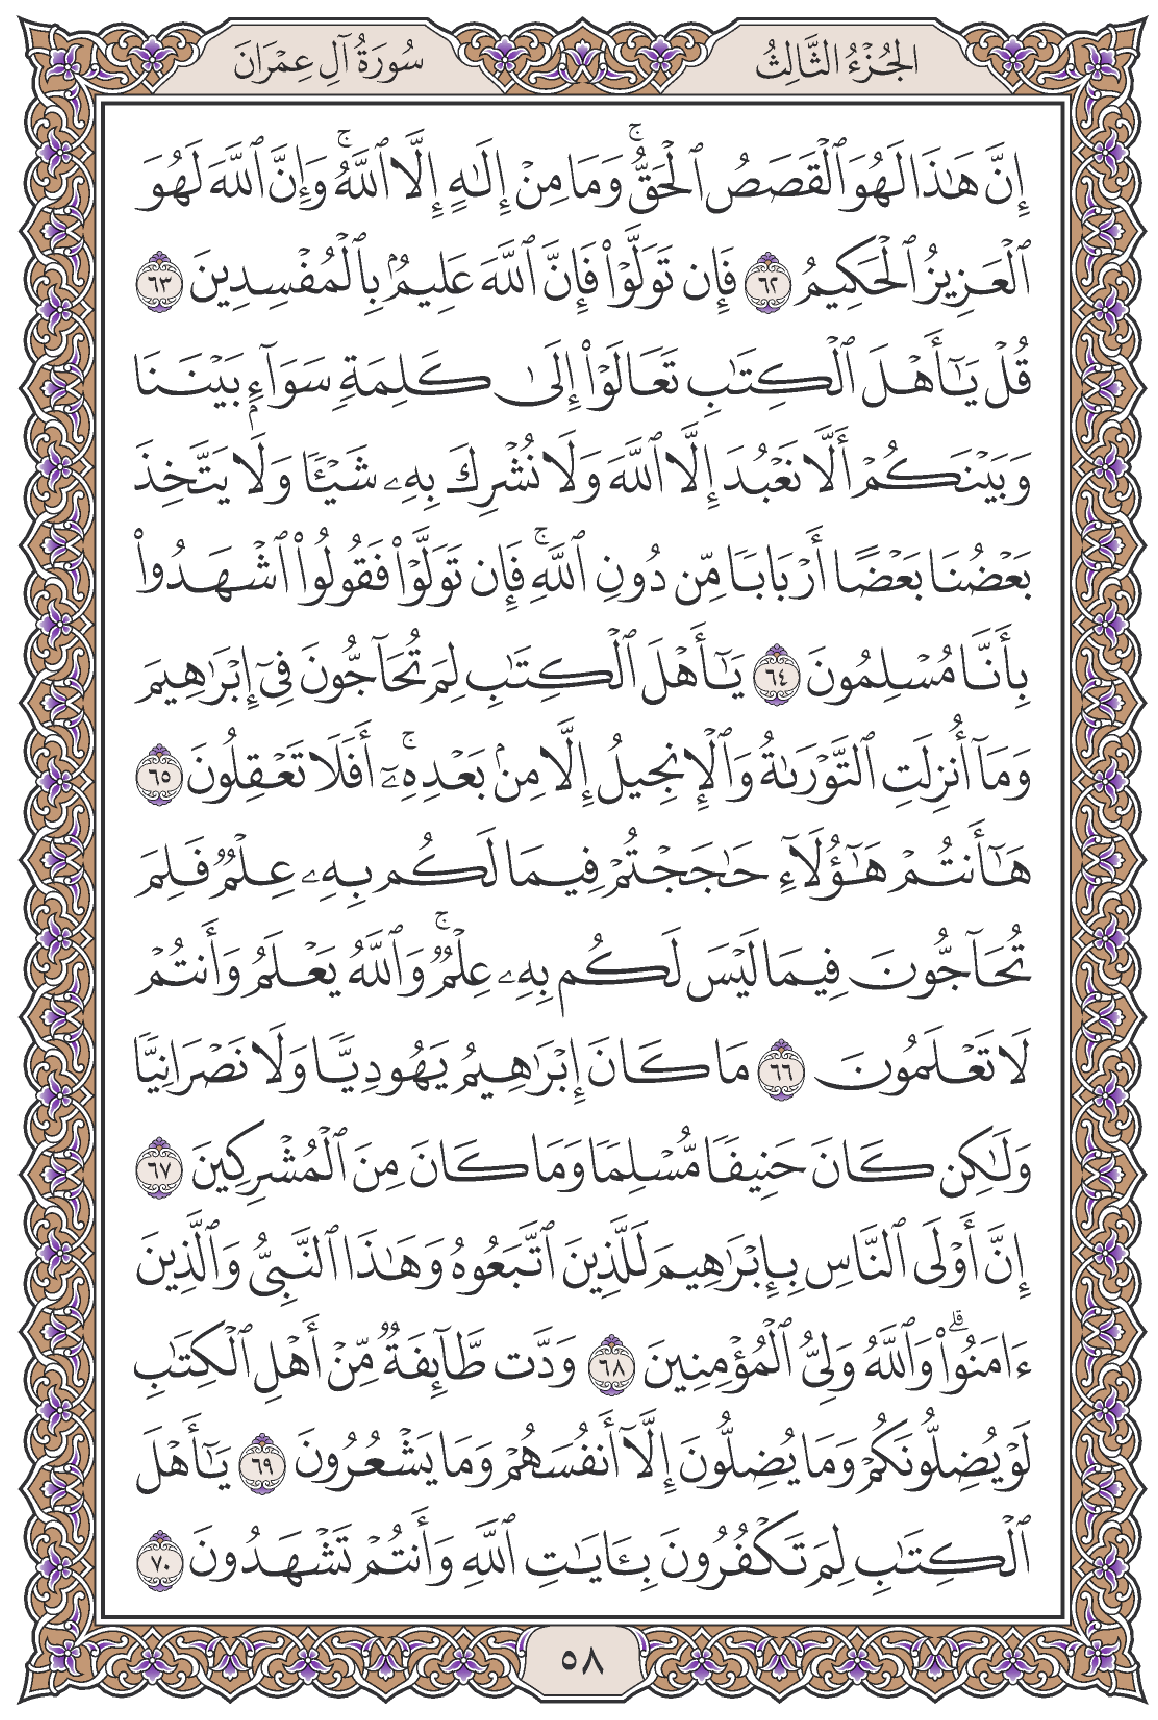 الجُزْءُ الثَّالِثُ
سُورَةُ آلِ عِمْرَانَ
إِنَّ هَٰذَا لَهُوَ ٱلْقَصَصُ ٱلْحَقُّۚ وَمَا مِنْ إِلَٰهٍ إِلَّا ٱللَّهُۚ وَإِنَّ ٱللَّهَ لَهُوَ
ٱلْعَزِيزُ ٱلْحَكِيمُ ٦٢ فَإِن تَوَلَّوْا۟ فَإِنَّ ٱللَّهَ عَلِيمٌۢ بِٱلْمُفْسِدِينَ ٦٣
قُلْ يَٰٓأَهْلَ ٱلْكِتَٰبِ تَعَالَوْا۟ إِلَىٰ كَلِمَةٍ سَوَآءٍۭ بَيْنَنَا
وَبَيْنَكُمْ أَلَّا نَعْبُدَ إِلَّا ٱللَّهَ وَلَا نُشْرِكَ بِهِۦ شَيْـًٔا وَلَا يَتَّخِذَ
بَعْضُنَا بَعْضًا أَرْبَابًا مِّن دُونِ ٱللَّهِۚ فَإِن تَوَلَّوْا۟ فَقُولُوا۟ ٱشْهَدُوا۟
بِأَنَّا مُسْلِمُونَ ٦٤ يَٰٓأَهْلَ ٱلْكِتَٰبِ لِمَ تُحَآجُّونَ فِىٓ إِبْرَٰهِيمَ
وَمَآ أُنزِلَتِ ٱلتَّوْرَىٰةُ وَٱلْإِنجِيلُ إِلَّا مِنۢ بَعْدِهِۦٓۚ أَفَلَا تَعْقِلُونَ ٦٥
هَٰٓأَنتُمْ هَٰٓؤُلَآءِ حَٰجَجْتُمْ فِيمَا لَكُم بِهِۦ عِلْمٌ فَلِمَ
تُحَآجُّونَ فِيمَا لَيْسَ لَكُم بِهِۦ عِلْمٌۚ وَٱللَّهُ يَعْلَمُ وَأَنتُمْ
لَا تَعْلَمُونَ ٦٦ مَا كَانَ إِبْرَٰهِيمُ يَهُودِيًّا وَلَا نَصْرَانِيًّا
وَلَٰكِن كَانَ حَنِيفًا مُّسْلِمًا وَمَا كَانَ مِنَ ٱلْمُشْرِكِينَ ٦٧
إِنَّ أَوْلَى ٱلنَّاسِ بِإِبْرَٰهِيمَ لَلَّذِينَ ٱتَّبَعُوهُ وَهَٰذَا ٱلنَّبِىُّ وَٱلَّذِينَ
ءَامَنُوا۟ۗ وَٱللَّهُ وَلِىُّ ٱلْمُؤْمِنِينَ ٦٨ وَدَّت طَّآئِفَةٌ مِّنْ أَهْلِ ٱلْكِتَٰبِ
لَوْ يُضِلُّونَكُمْ وَمَا يُضِلُّونَ إِلَّآ أَنفُسَهُمْ وَمَا يَشْعُرُونَ ٦٩ يَٰٓأَهْلَ
ٱلْكِتَٰبِ لِمَ تَكْفُرُونَ بِـَٔايَٰتِ ٱللَّهِ وَأَنتُمْ تَشْهَدُونَ ٧٠
٥٨